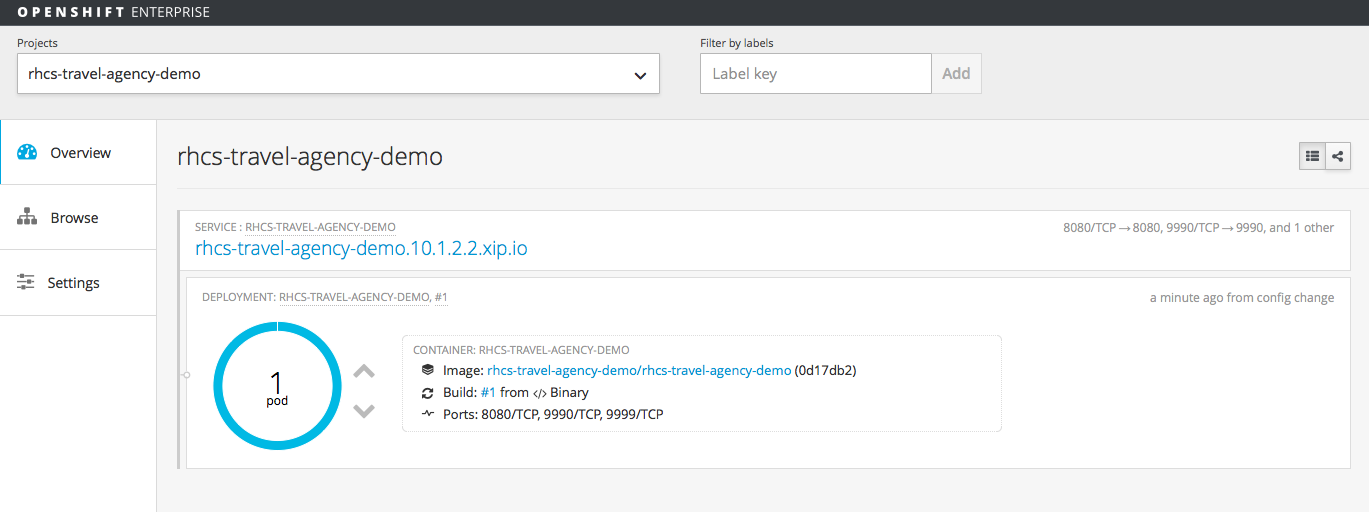 OPENSHIFT ENTERPRISE
Projects
Filter by labels
rhcs-travel-agency-demo
Label key
Add
Overview
Browse
Settings
rhcs-travel-agency-demo
SERVICE : RHCS-TRAVEL-AGENCY-DEMO
8080/TCP → 8080, 9990/TCP → 9990, and 1 other
rhcs-travel-agency-demo.10.1.2.2.xip.io
DEPLOYMENT: RHCS-TRAVEL-AGENCY-DEMO, #1
a minute ago from config change
1
pod
CONTAINER: RHCS-TRAVEL-AGENCY-DEMO
Image: rhcs-travel-agency-demo/rhcs-travel-agency-demo (0d17db2)
Build: #1 from </> Binary
Ports: 8080/TCP, 9990/TCP, 9999/TCP